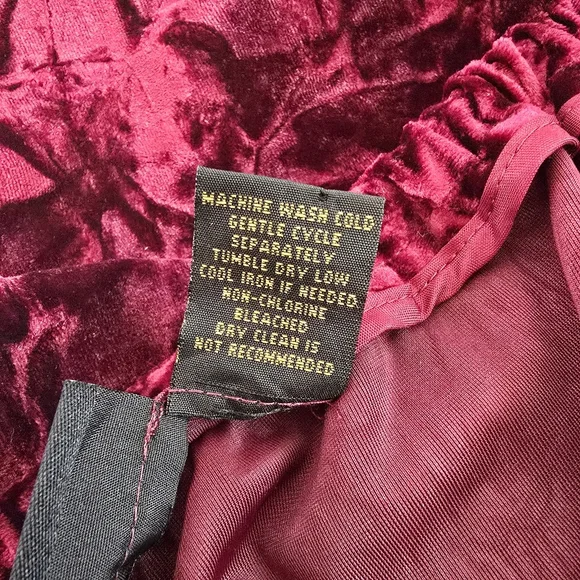 MACHINE WASH COLD
GENTLE CYCLE
SEPARATELY
TUMBLE DRY LOW
COOL IRON IF NEEDED.
NON-CHLORINE
BLEACHED
DRY CLEAN IS
NOT RECOMMENDED